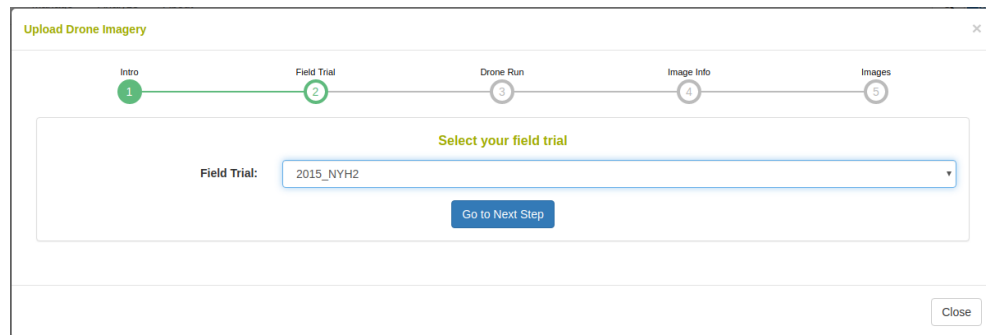 Upload Drone Imagery ×
Intro Field Trial Drone Run Image Info Images
1 2 3 4 5
Select your field trial
Field Trial: 2015_NYH2
Go to Next Step
Close